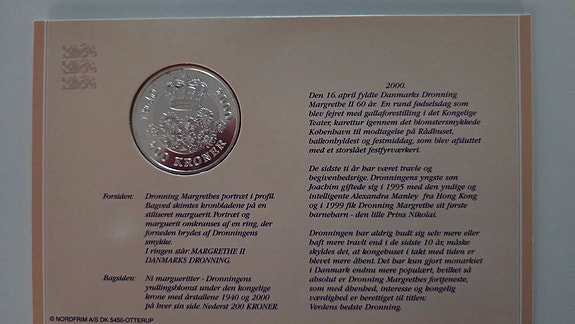 1940 2000
200 KRONER
Forsiden: Dronning Margrethes portræt i profil.
Bagved skimtes kronbladene på en
stiliseret marguerit. Portræt og
marguerit omkranses af en ring, der
forneden brydes af Dronningens
smykke.
I ringen står: MARGRETHE II
DANMARKS DRONNING.
Bagsiden: Ni margueritter - Dronningens
yndlingsblomst under den kongelige
krone med årstallene 1940 og 2000
på hver sin side. Nederst 200 KRONER.
© NORDFRIM A/S DK 5450-OTTERUP
2000.
Den 16. april fyldte Danmarks Dronning
Margrethe II 60 år. En rund fødselsdag som
blev fejret med gallaforestilling i det Kongelige
Teater, karettur igennem det blomstersmykkede
København til modtagelse på Rådhuset,
balkonhyldest og festmiddag, som blev afsluttet
med et storslået festfyrværkeri.
De sidste ti år har været travle og
begivenhedsrige. Dronningens yngste søn
Joachim giftede sig i 1995 med den yndige og
intelligente Alexandra Manley fra Hong Kong
og i 1999 fik Dronning Margrethe sit første
barnebarn - den lille Prins Nikolai.
Dronningen har aldrig budt sig selv mere eller
haft mere travlt end i de sidste 10 år, måske
skyldes det, at kongehuset i takt med tiden er
blevet mere åbent. Det bar kun gjort monarkiet
i Danmark endnu mere populært, hvilket så
absolut er Dronning Margrethes fortjeneste,
som med åbenhed, interesse og kongelig
værdighed er berettiget til titlen:
Verdens bedste Dronning.